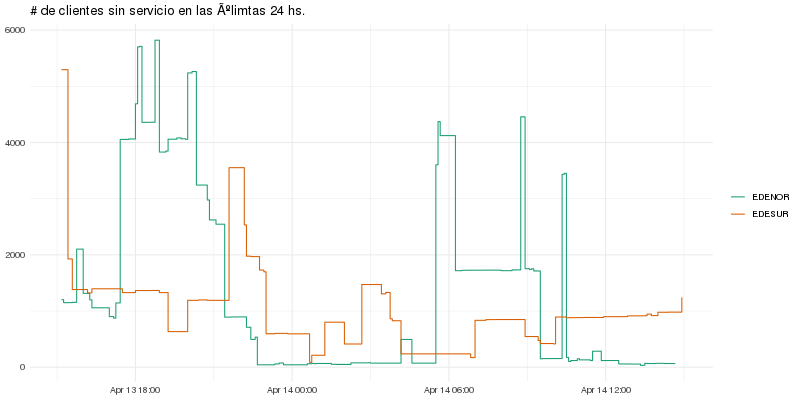 # de clientes sin servicio en las Ãºlimtas 24 hs.
6000
4000
2000
0
Apr 13 18:00
Apr 14 00:00
Apr 14 06:00
Apr 14 12:00
EDENOR
EDESUR